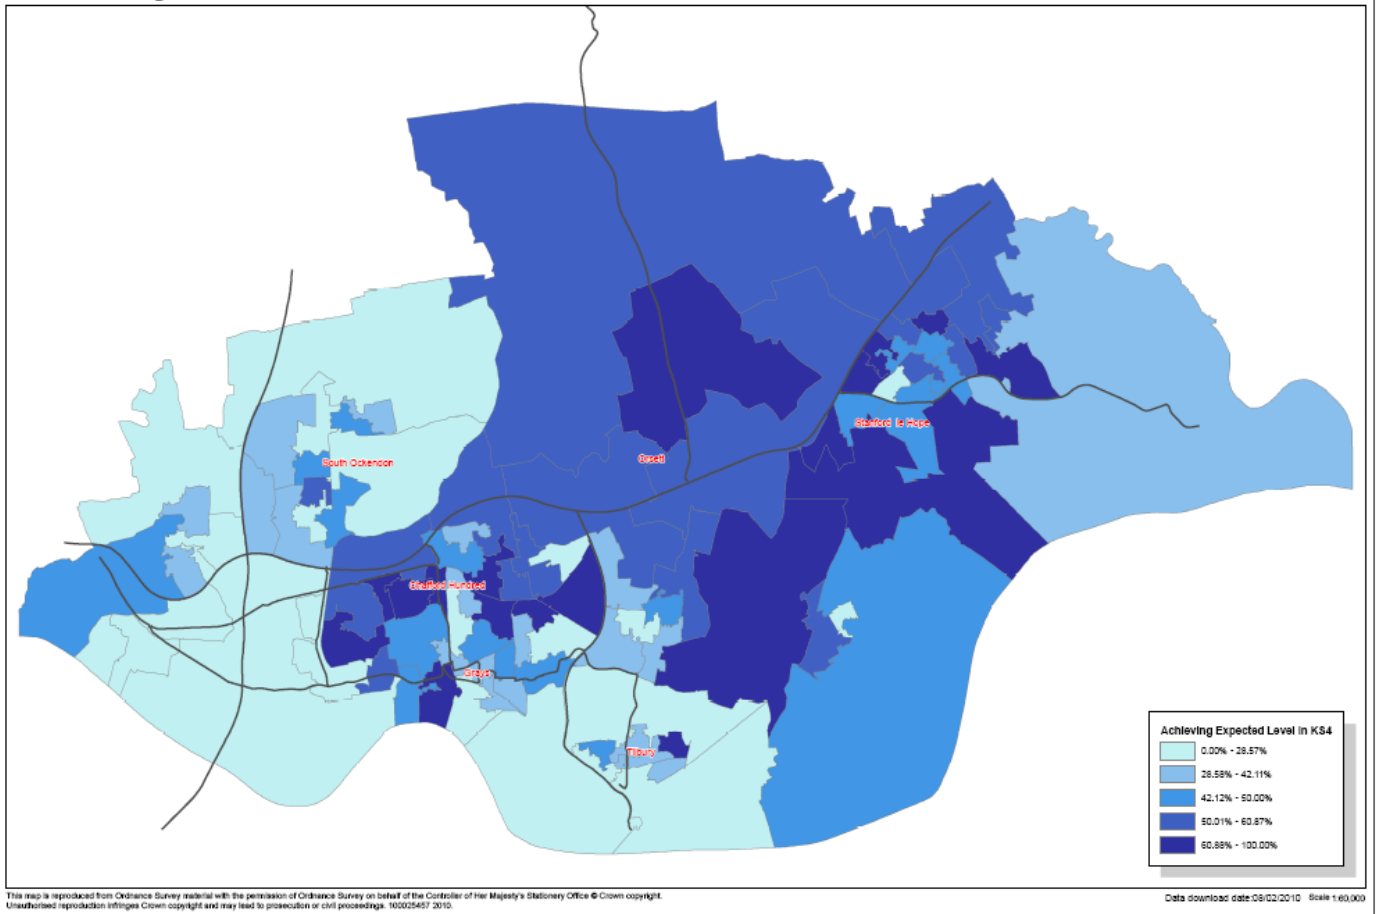 South Ockendon
Orsett
Stanford le Hope
Chafford Hundred
Grays
Tilbury
Achieving Expected Level in KS4
0.00% - 28.57%
28.58% - 42.11%
42.12% - 50.00%
50.01% - 60.87%
60.88% - 100.00%
This map is reproduced from Ordnance Survey material with the permission of Ordnance Survey on behalf of the Controller of Her Majesty's Stationery Office © Crown copyright.
Unauthorised reproduction infringes Crown copyright and may lead to prosecution or civil proceedings. 100025457 2010.
Data download date:08/02/2010 Scale 1:60,000